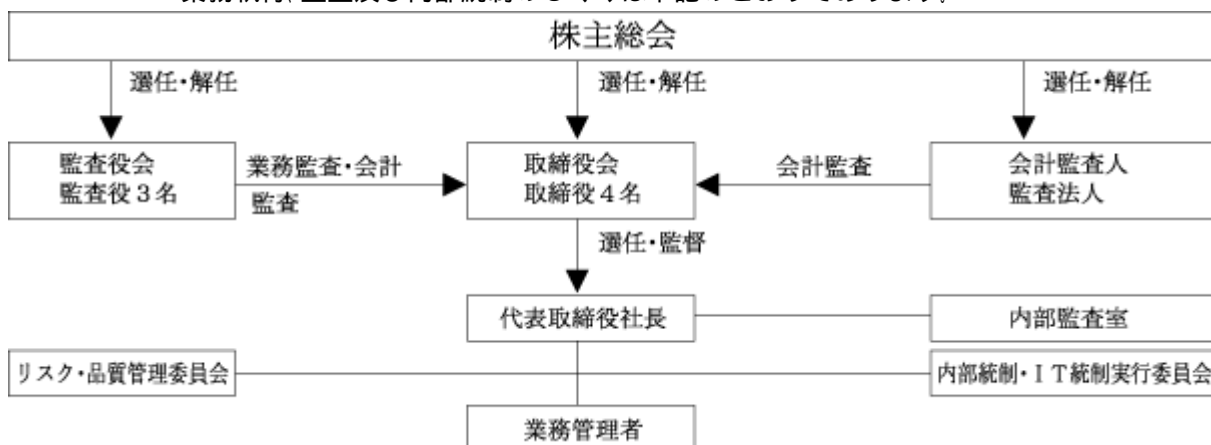 株主総会
選任・解任
選任・解任
選任・解任
監査役会
監査役3名
業務監査・会計
監査
取締役会
取締役4名
会計監査
会計監査人
監査法人
選任・監督
代表取締役社長
内部監査室
リスク・品質管理委員会
内部統制・IT統制実行委員会
業務管理者